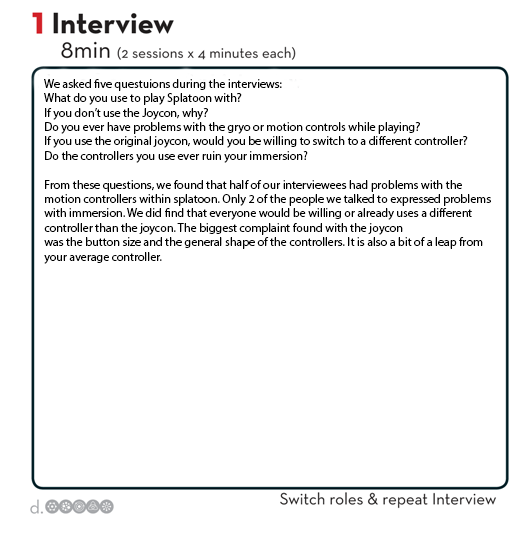 1 Interview
8min (2 sessions x 4 minutes each)
We asked five questuions during the interviews:
What do you use to play Splatoon with?
If you don't use the Joycon, why?
Do you ever have problems with the gryo or motion controls while playing?
If you use the original joycon, would you be willing to switch to a different controller?
Do the controllers you use ever ruin your immersion?
From these questions, we found that half of our interviewees had problems with the
motion controllers within splatoon. Only 2 of the people we talked to expressed problems
with immersion. We did find that everyone would be willing or already uses a different
controller than the joycon. The biggest complaint found with the joycon
was the button size and the general shape of the controllers. It is also a bit of a leap from
your average controller.
Switch roles & repeat Interview
d.